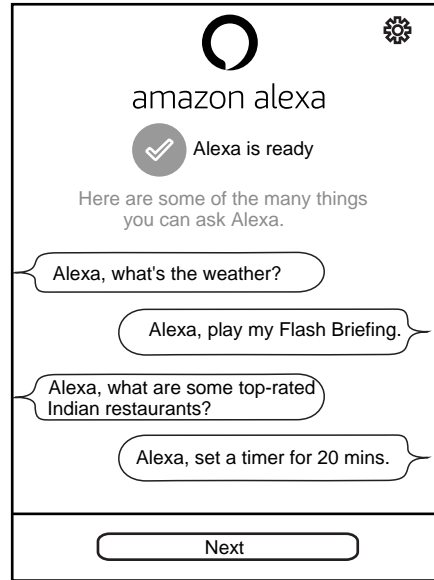 amazon alexa
Alexa is ready
Here are some of the many things
you can ask Alexa.
Alexa, what's the weather?
Alexa, play my Flash Briefing.
Alexa, what are some top-rated
Indian restaurants?
Alexa, set a timer for 20 mins.
Next